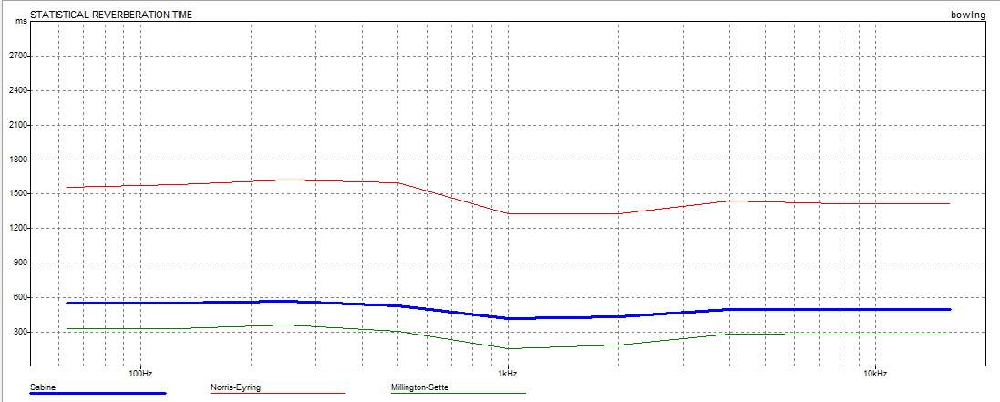 STATISTICAL REVERBERATION TIME
bowling
ms
2700
2400
2100
1800
1500
1200
900
600
300
100Hz
1kHz
10kHz
Sabine
Norris-Eyring
Millington-Sette